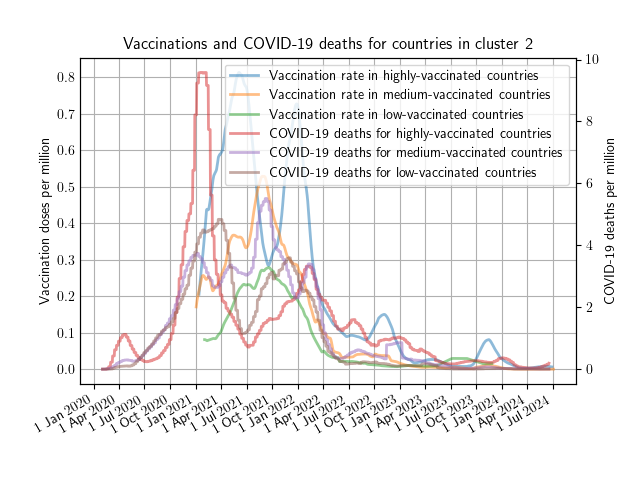 Vaccinations and COVID-19 deaths for countries in cluster 2
Vaccination rate in highly-vaccinated countries
Vaccination rate in medium-vaccinated countries
Vaccination rate in low-vaccinated countries
COVID-19 deaths for highly-vaccinated countries
COVID-19 deaths for medium-vaccinated countries
COVID-19 deaths for low-vaccinated countries
Vaccination doses per million
0.8
0.7
0.6
0.5
0.4
0.3
0.2
0.1
0.0
COVID-19 deaths per million
10
8
6
4
2
0
1 Jan 2020
1 Apr 2020
1 Jul 2020
1 Oct 2020
1 Jan 2021
1 Apr 2021
1 Jul 2021
1 Oct 2021
1 Jan 2022
1 Apr 2022
1 Jul 2022
1 Oct 2022
1 Jan 2023
1 Apr 2023
1 Jul 2023
1 Oct 2023
1 Jan 2024
1 Apr 2024
1 Jul 2024